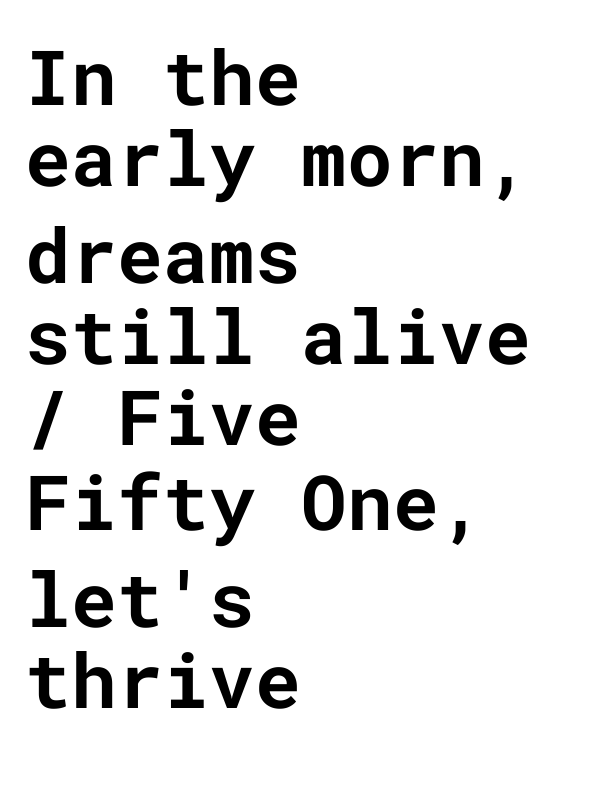 In the
early morn,
dreams
still alive
/ Five
Fifty One,
let's
thrive